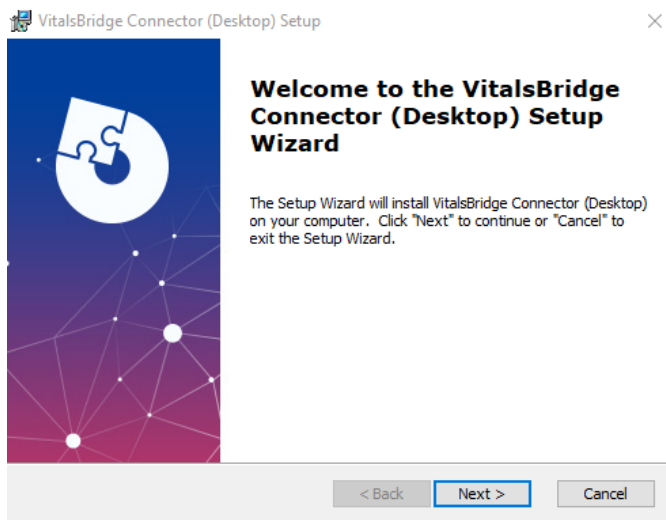 VitalsBridge Connector (Desktop) Setup
Welcome to the VitalsBridge
Connector (Desktop) Setup
Wizard
The Setup Wizard will install VitalsBridge Connector (Desktop)
on your computer. Click "Next" to continue or "Cancel" to
exit the Setup Wizard.
< Back
Next >
Cancel